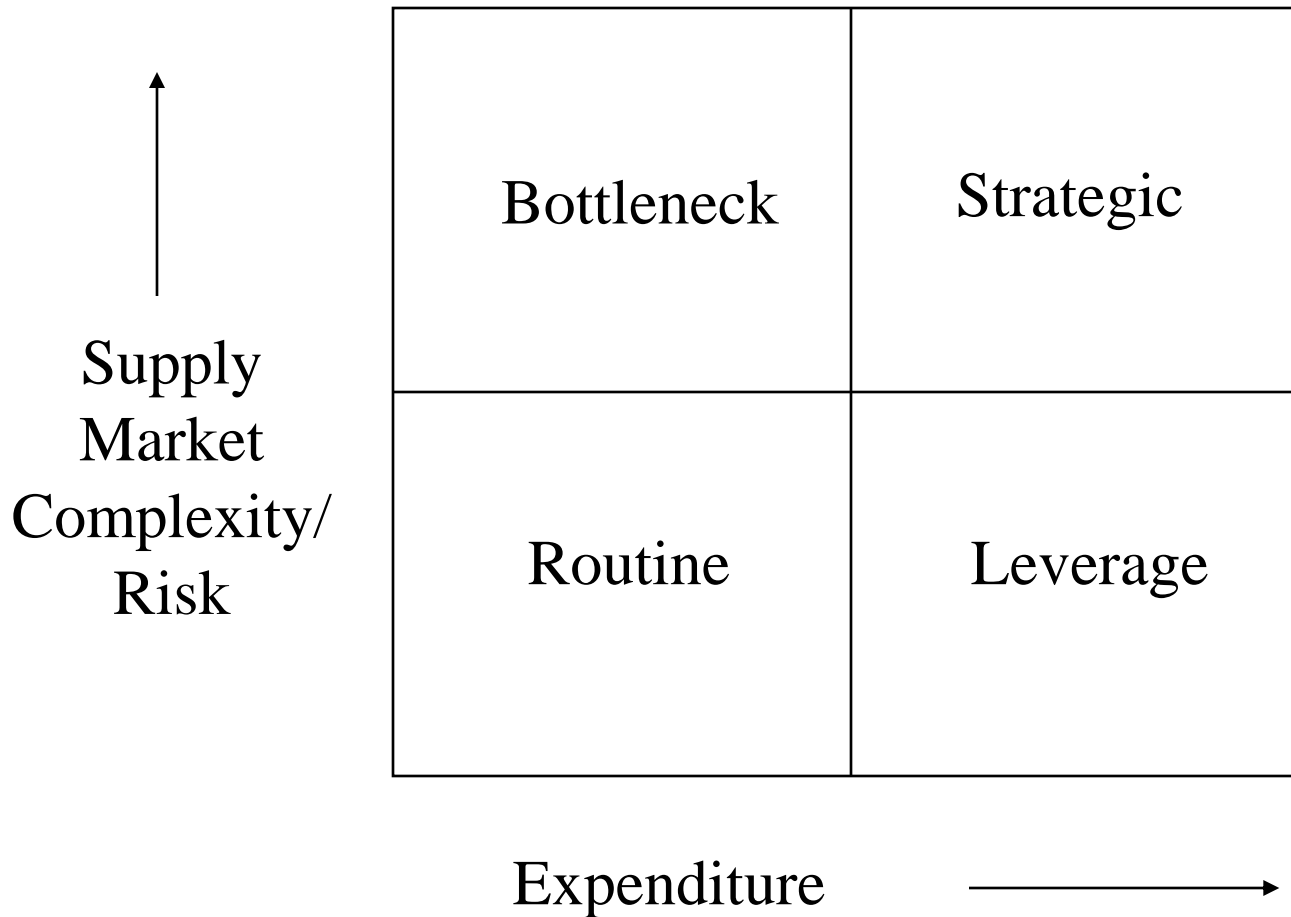 Bottleneck
Strategic
Supply
Market
Complexity/
Risk
Routine
Leverage
Expenditure